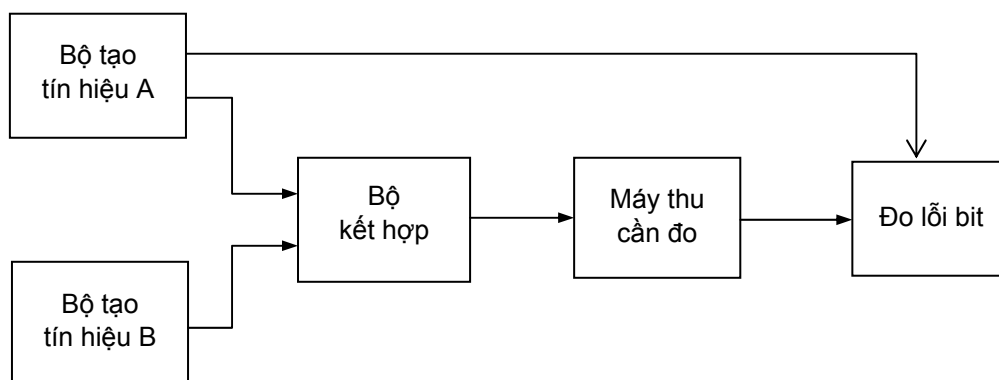 Bộ tạo
tín hiệu A
Bộ
kết hợp
Máy thu
cần đo
Đo lỗi bit
Bộ tạo
tín hiệu B